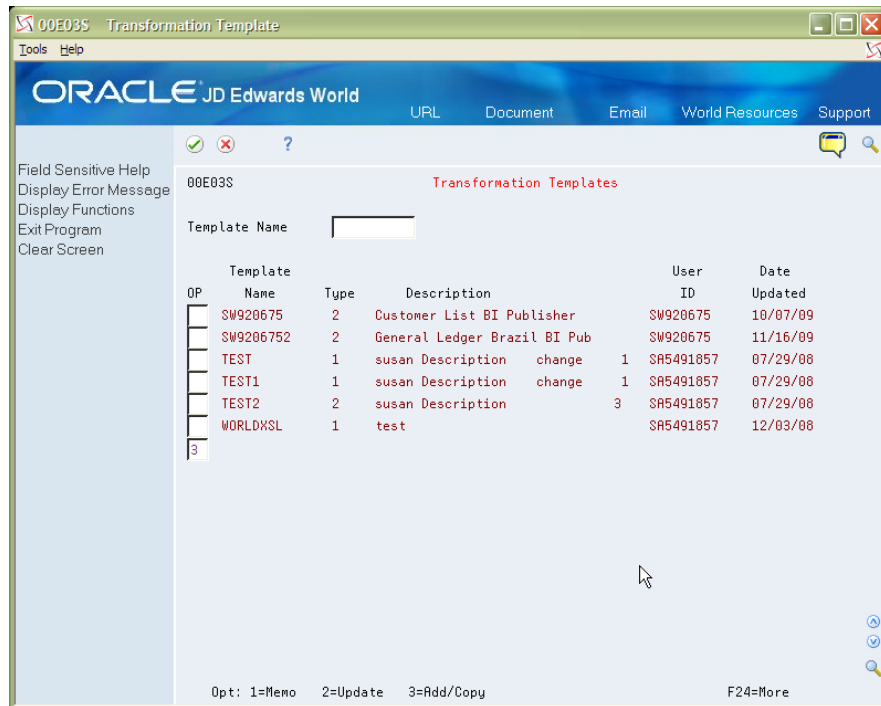 00E03S Transformation Template
Tools Help
ORACLE JD Edwards World
URL Document Email World Resources Support
?
Field Sensitive Help
Display Error Message
Display Functions
Exit Program
Clear Screen
00E03S Transformation Templates
Template Name
Template User Date
OP Name Type Description ID Updated
SW920675 2 Customer List BI Publisher SW920675 10/07/09
SW9206752 2 General Ledger Brazil BI Pub SW920675 11/16/09
TEST 1 susan Description change 1 SA5491857 07/29/08
TEST1 1 susan Description change 1 SA5491857 07/29/08
TEST2 2 susan Description 3 SA5491857 07/29/08
WORLDXSL 1 test SA5491857 12/03/08
3
Opt: 1=Memo 2=Update 3=Add/Copy F24=More